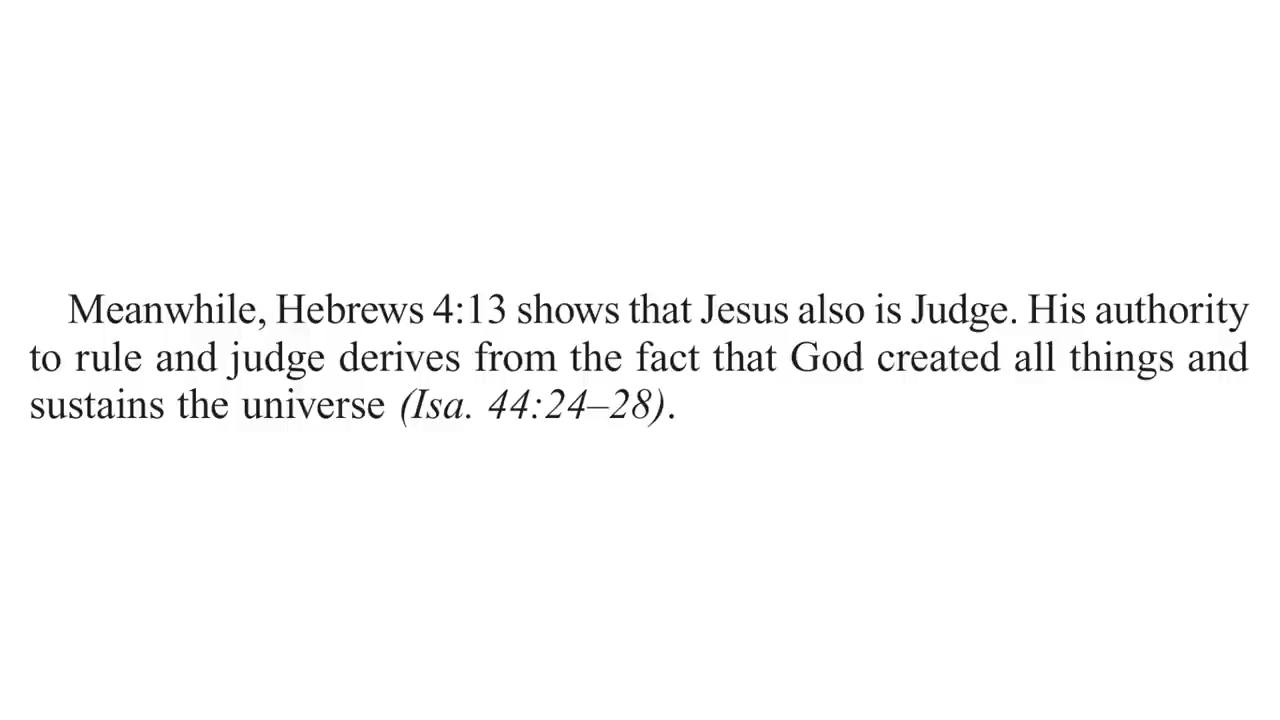 Meanwhile, Hebrews 4:13 shows that Jesus also is Judge. His authority
to rule and judge derives from the fact that God created all things and
sustains the universe (Isa. 44:24–28).